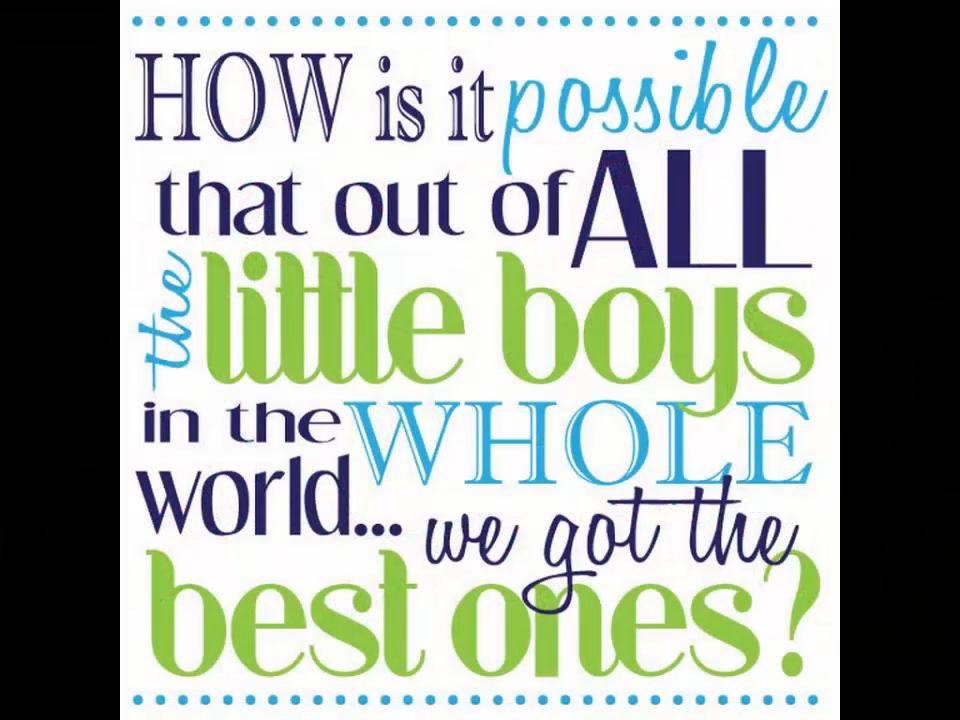 HOW is it possible
that out of ALL
the little boys
in the WHOLE
world... we got the
best ones?